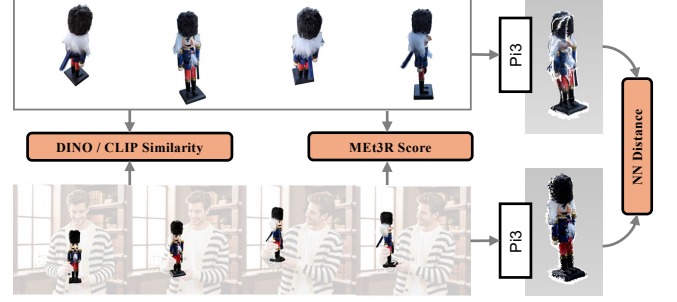 Pi3
DINO / CLIP Similarity
MEt3R Score
NN Distance
Pi3